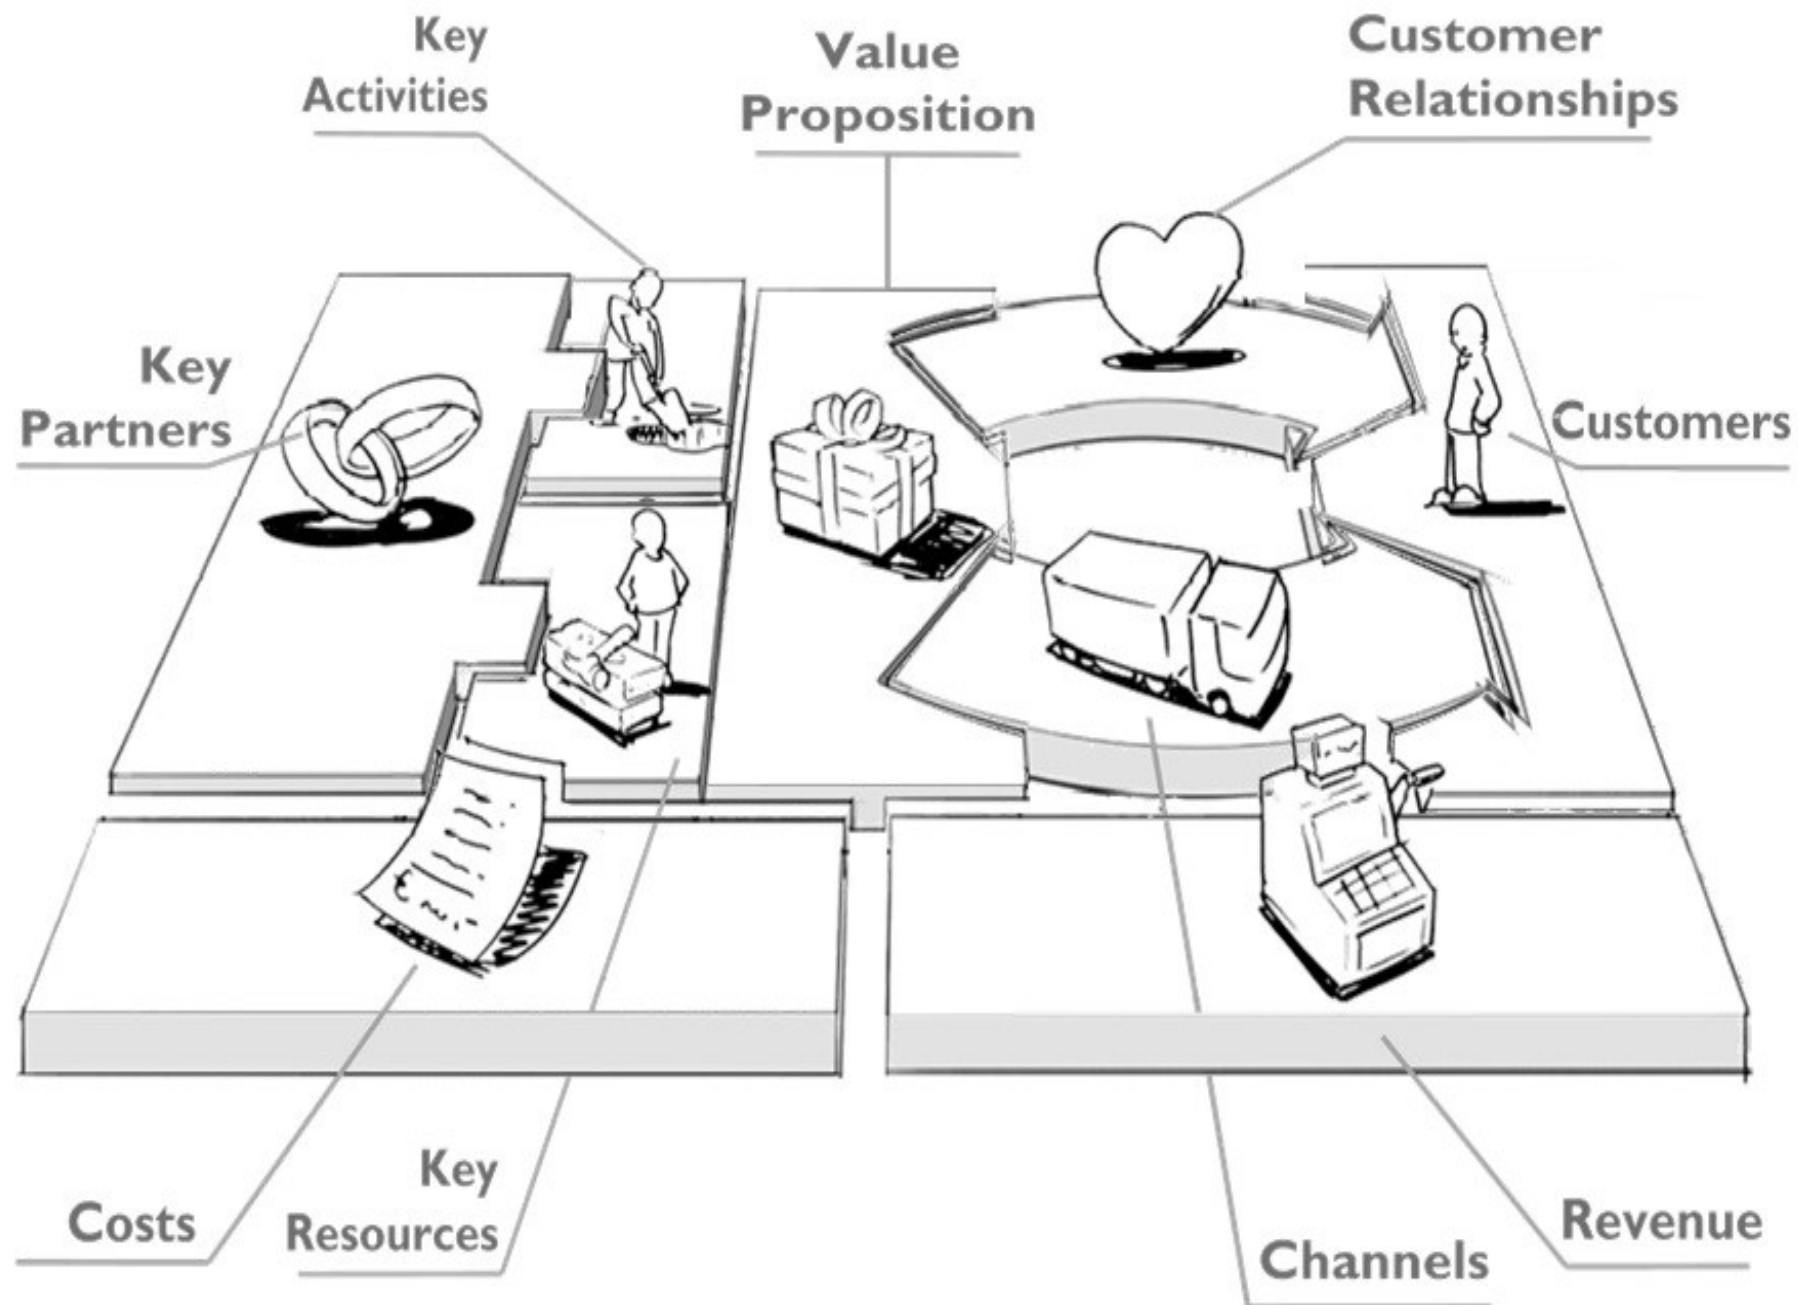 Key
Activities
Value
Proposition
Customer
Relationships
Key
Partners
Customers
Costs
Key
Resources
Channels
Revenue